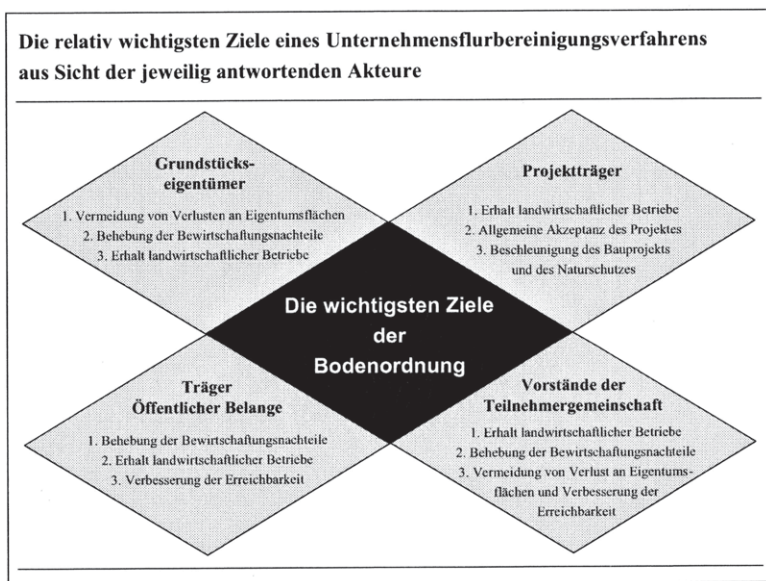 Die relativ wichtigsten Ziele eines Unternehmensflurbereinigungsverfahrens
aus Sicht der jeweilig antwortenden Akteure
Grundstücks-
eigentümer
1. Vermeidung von Verlusten an Eigentumsflächen
2. Behebung der Bewirtschaftungsnachteile
3. Erhalt landwirtschaftlicher Betriebe
Projektträger
1. Erhalt landwirtschaftlicher Betriebe
2. Allgemeine Akzeptanz des Projektes
3. Beschleunigung des Bauprojekts
und des Naturschutzes
Die wichtigsten Ziele
der
Bodenordnung
Träger
Öffentlicher Belange
1. Behebung der Bewirtschaftungsnachteile
2. Erhalt landwirtschaftlicher Betriebe
3. Verbesserung der Erreichbarkeit
Vorstände der
Teilnehmergemeinschaft
1. Erhalt landwirtschaftlicher Betriebe
2. Behebung der Bewirtschaftungsnachteile
3. Vermeidung von Verlust an Eigentums-
flächen und Verbesserung der
Erreichbarkeit